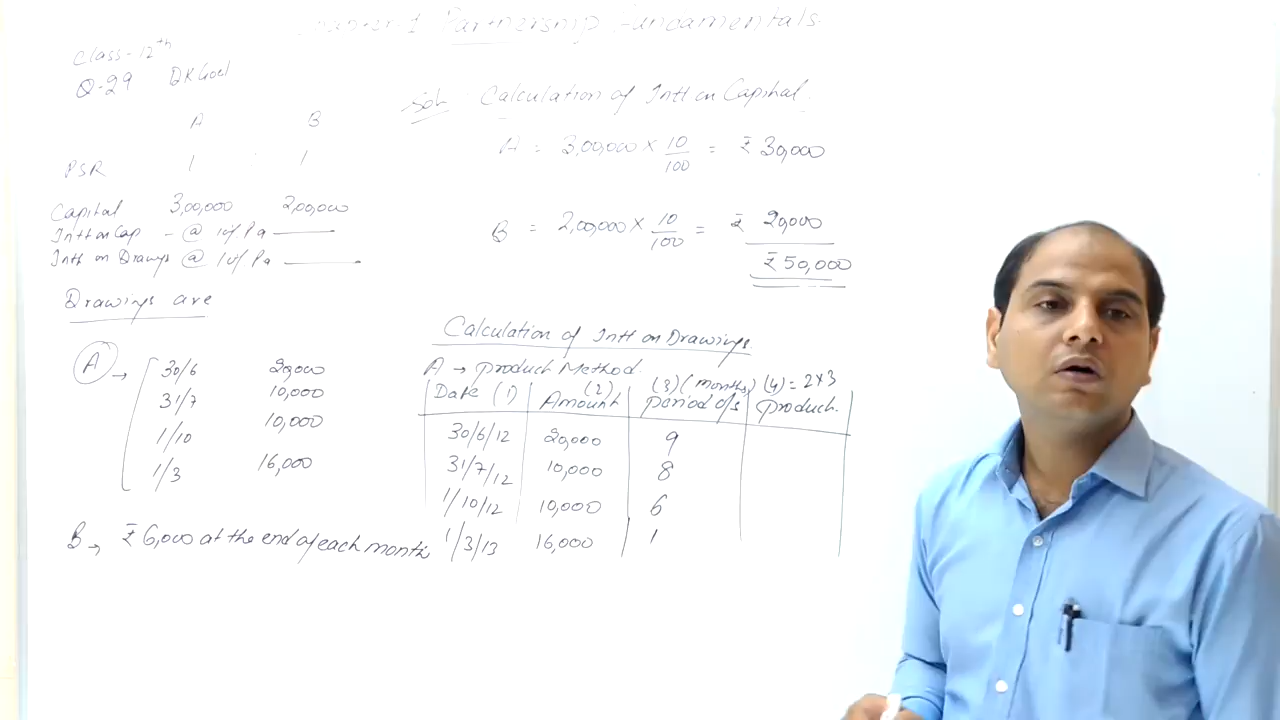 Chapter-1 Partnership Fundamentals.
Class-12th
Q-29 DK Goel
A B
PSR 1 : 1
Capital 3,00,000 2,00,000
Intt on Cap - @ 10% Pa
Intt on Drawgs @ 10% Pa
Drawings are
A → 30/6 20,000
31/7 10,000
1/10 10,000
1/3 16,000
B → ₹ 6,000 at the end of each month
Sol. Calculation of Intt on Capital.
A = 3,00,000 × 10/100 = ₹ 30,000
B = 2,00,000 × 10/100 = ₹ 20,000
₹ 50,000
Calculation of Intt on Drawings.
A → Product Method.
Date (1) Amount (2) (3) (months) period o/s (4) = 2×3 product.
30/6/12 20,000 9
31/7/12 10,000 8
1/10/12 10,000 6
1/3/13 16,000 1